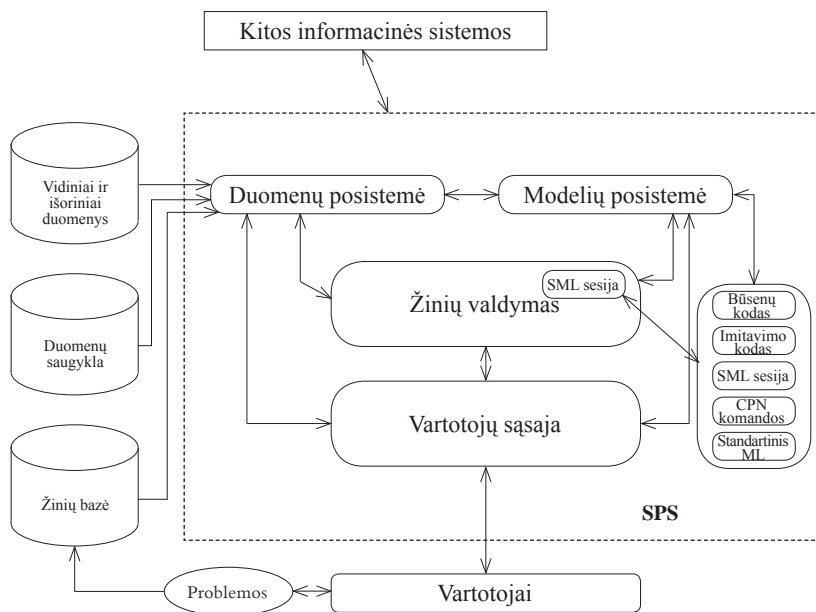 Kitos informacinės sistemos
Vidiniai ir
išoriniai
duomenys
Duomenų posistemė
Modelių posistemė
SML sesija
Žinių valdymas
Būsenų
kodas
Imitavimo
kodas
SML sesija
CPN
komandos
Standartinis
ML
Duomenų
saugykla
Vartotojų sąsaja
Žinių bazė
SPS
Problemos
Vartotojai